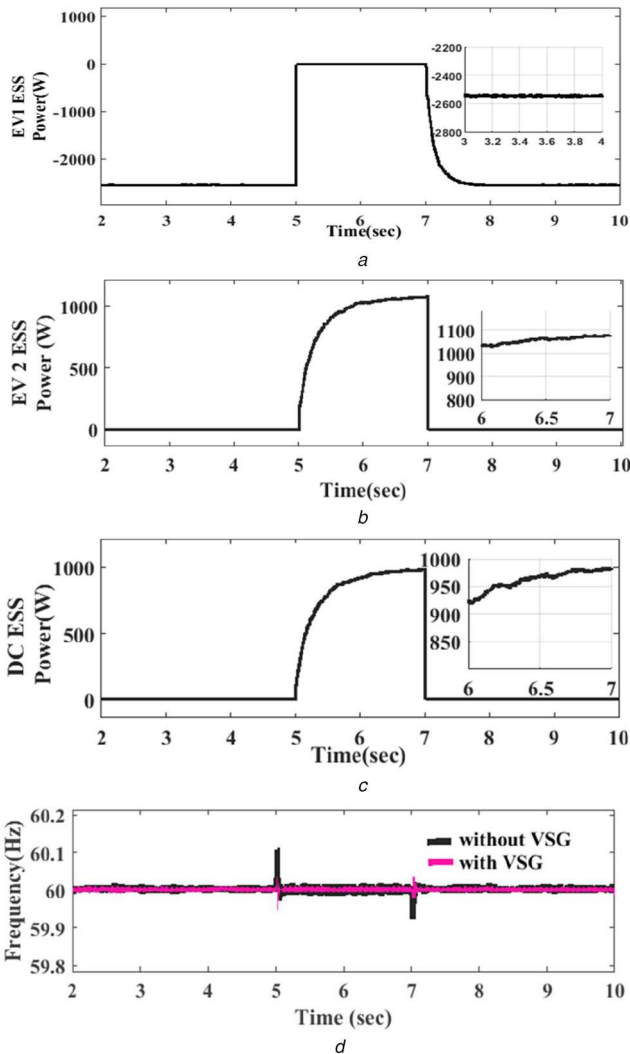 1000
0
-1000
-2000
EV1 ESS
Power(W)
-2200
-2400
-2600
-2800
3 3.2 3.4 3.6 3.8 4
2 3 4 5 6 7 8 9 10
Time(sec)
a
1000
500
0
EV 2 ESS
Power (W)
1100
1000
900
800
6 6.5 7
2 3 4 5 6 7 8 9 10
Time(sec)
b
1000
500
0
DC ESS
Power(W)
1000
950
900
850
6 6.5 7
2 3 4 5 6 7 8 9 10
Time(sec)
c
60.2
60.1
60
59.9
59.8
Frequency(Hz)
without VSG
with VSG
2 3 4 5 6 7 8 9 10
Time (sec)
d